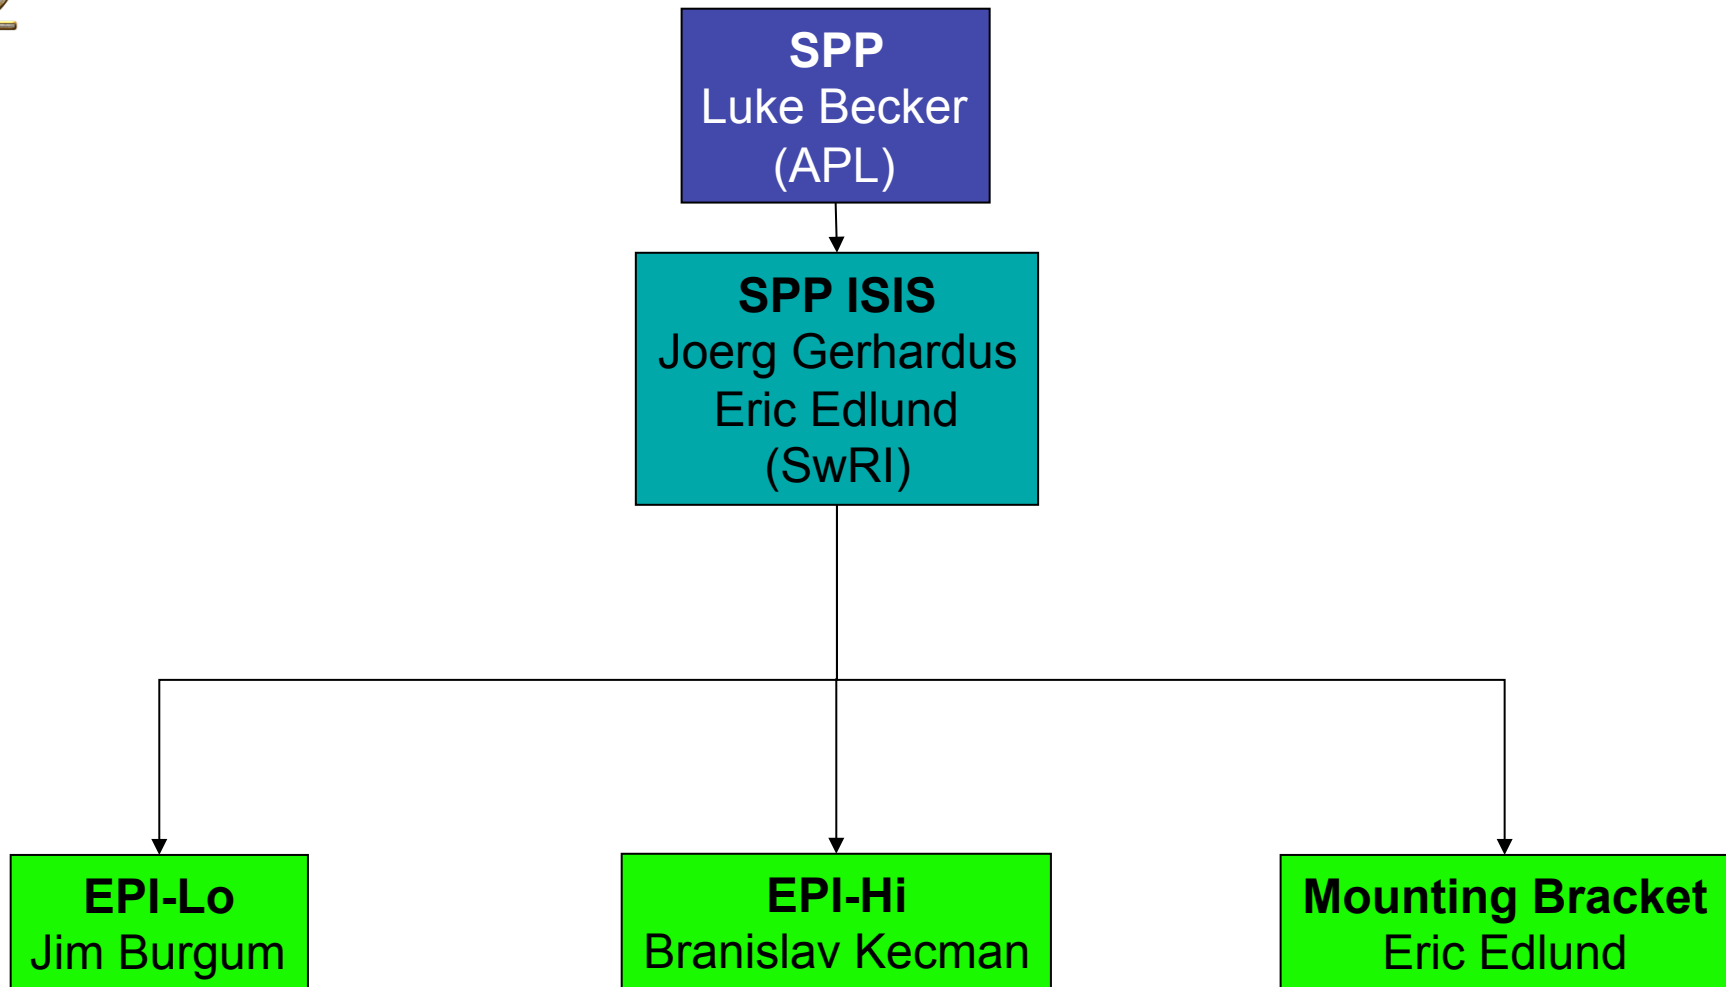 SPP
Luke Becker
(APL)
SPP ISIS
Joerg Gerhardus
Eric Edlund
(SwRI)
EPI-Lo
Jim Burgum
EPI-Hi
Branislav Kecman
Mounting Bracket
Eric Edlund